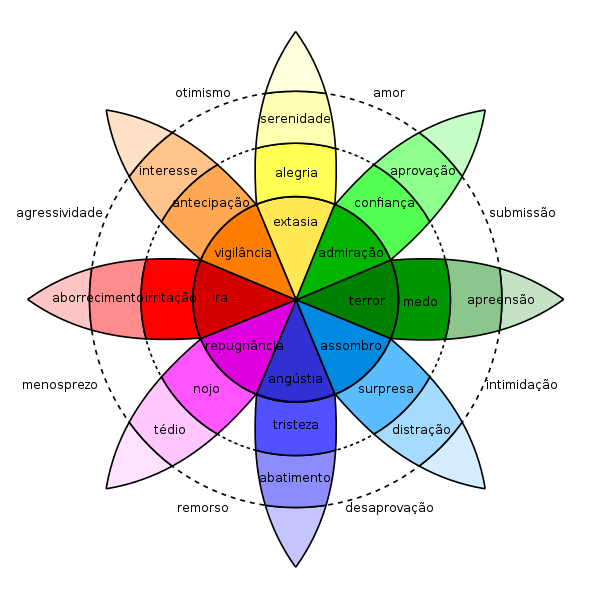 otimismo
amor
serenidade
interesse
alegria
aprovação
antecipação
confiança
agressividade
extasia
submissão
vigilância
admiração
aborrecimento
irritação
ira
terror
medo
apreensão
repugnância
assombro
menosprezo
nojo
angústia
surpresa
intimidação
tédio
tristeza
distração
abatimento
remorso
desaprovação